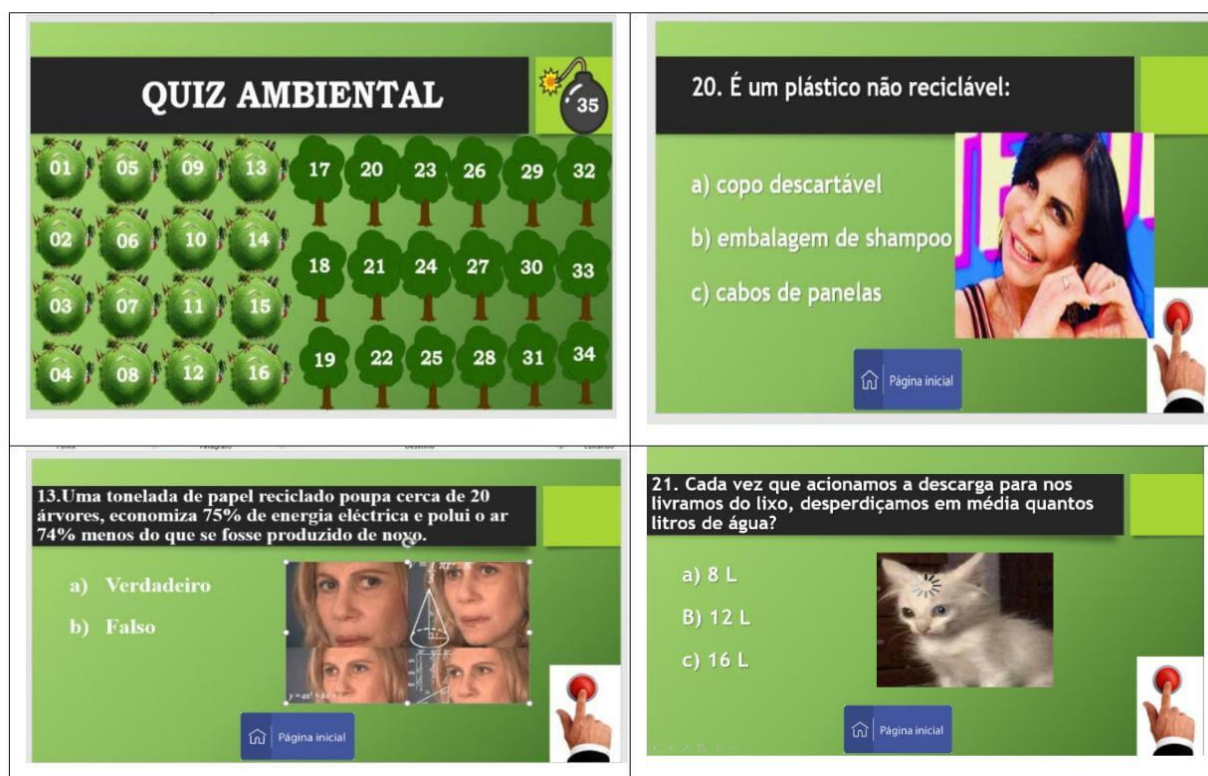 QUIZ AMBIENTAL
35
01 05 09 13 17 20 23 26 29 32
02 06 10 14 18 21 24 27 30 33
03 07 11 15
04 08 12 16 19 22 25 28 31 34
20. É um plástico não reciclável:
a) copo descartável
b) embalagem de shampoo
c) cabos de panelas
Página inicial
13.Uma tonelada de papel reciclado poupa cerca de 20
árvores, economiza 75% de energia eléctrica e polui o ar
74% menos do que se fosse produzido de novo.
a) Verdadeiro
b) Falso
Página inicial
21. Cada vez que acionamos a descarga para nos
livramos do lixo, desperdiçamos em média quantos
litros de água?
a) 8 L
B) 12 L
c) 16 L
Página inicial